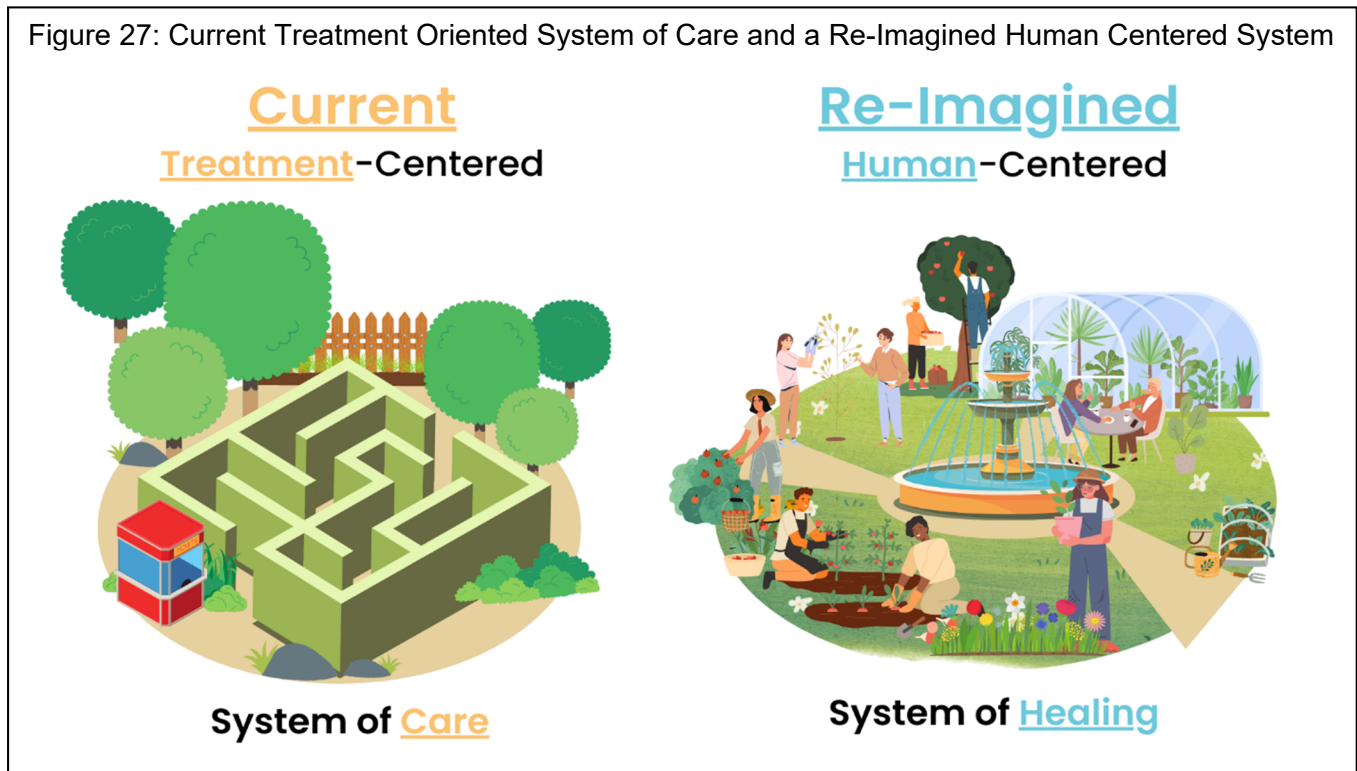 Figure 27: Current Treatment Oriented System of Care and a Re-Imagined Human Centered System
Current
Treatment-Centered
System of Care
Re-Imagined
Human-Centered
System of Healing